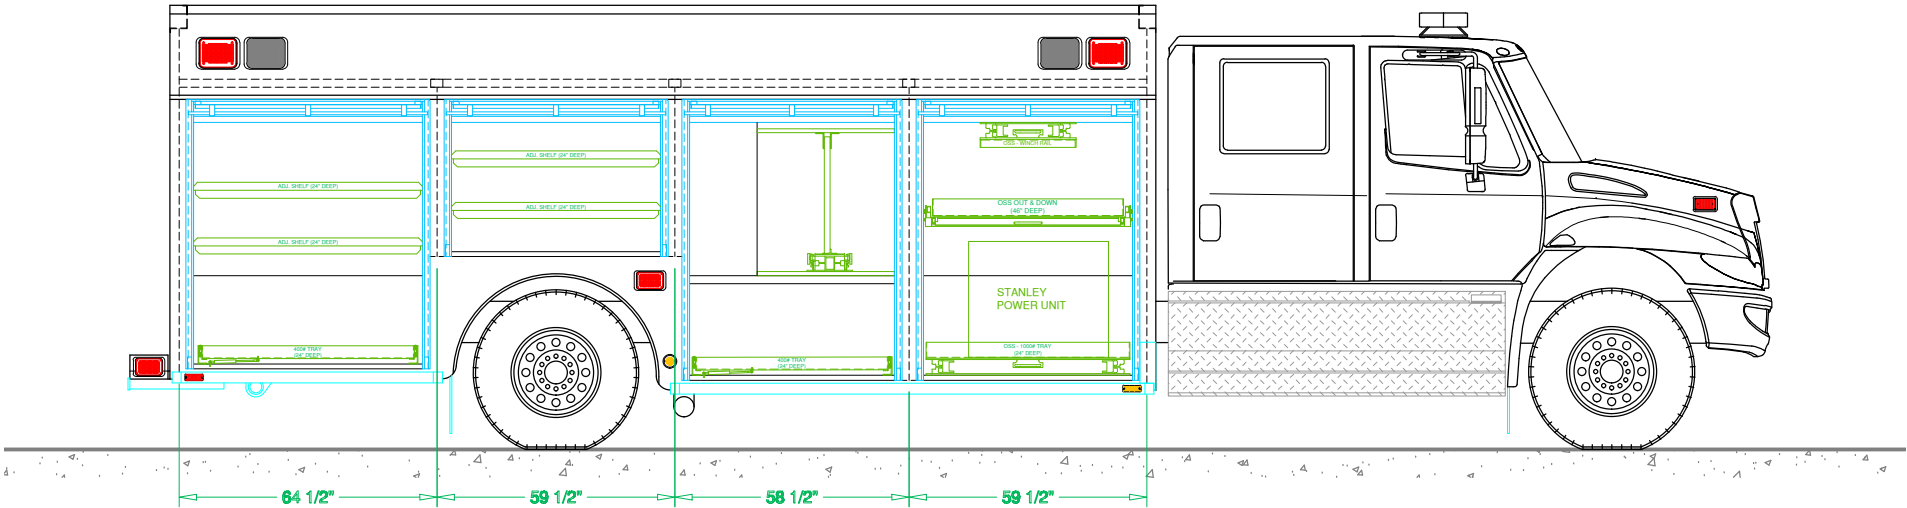 OSS - WINCH RAIL
ADJ. SHELF (24" DEEP)
ADJ. SHELF (24" DEEP)
ADJ. SHELF (24" DEEP)
OSS OUT & DOWN
(46" DEEP)
ADJ. SHELF (24" DEEP)
STANLEY
POWER UNIT
400# TRAY
(24" DEEP)
400# TRAY
(24" DEEP)
OSS - 1000# TRAY
(24" DEEP)
64 1/2"
59 1/2"
58 1/2"
59 1/2"